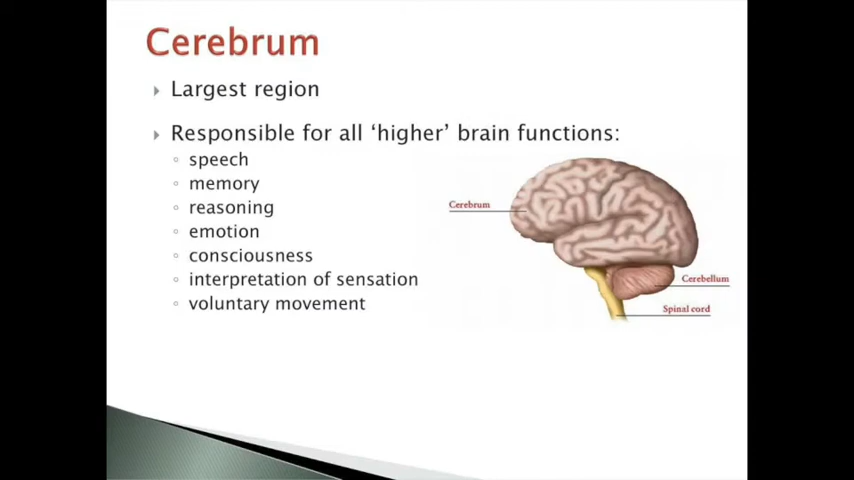 Cerebrum
Largest region
Responsible for all ‘higher’ brain functions:
speech
memory
reasoning
emotion
consciousness
interpretation of sensation
voluntary movement
Cerebrum
Cerebellum
Spinal cord